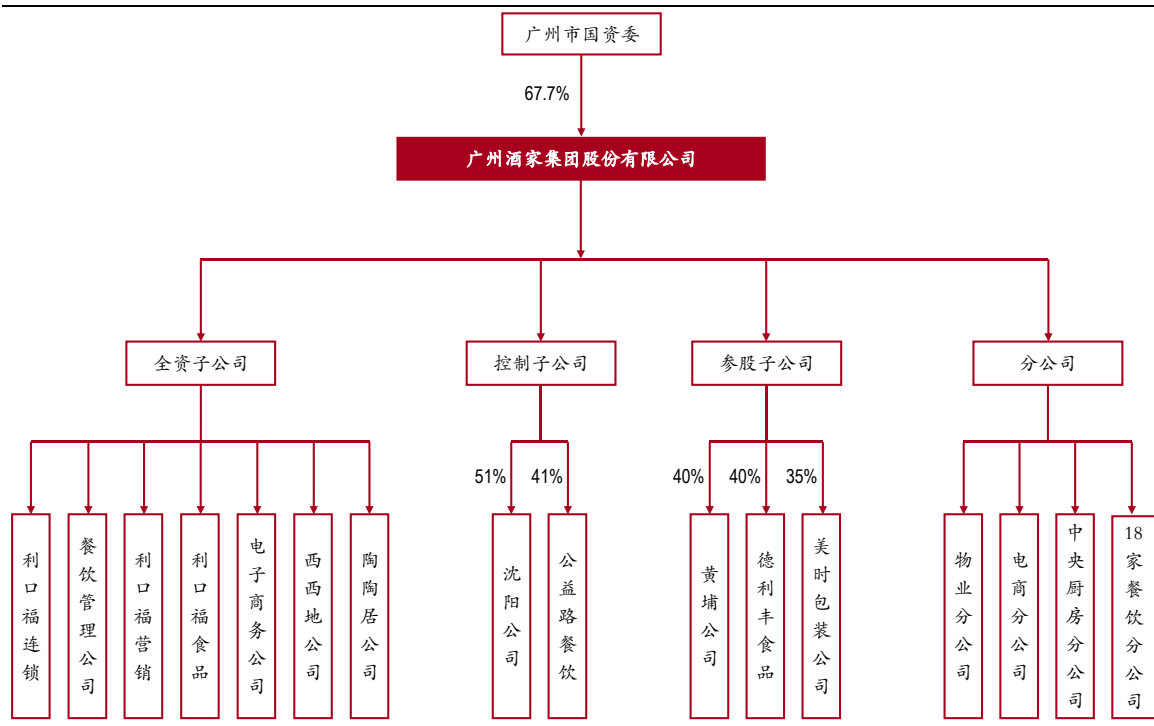 广州市国资委
67.7%
广州酒家集团股份有限公司
全资子公司
控制子公司
参股子公司
分公司
51%
41%
40%
40%
35%
利口福连锁
餐饮管理公司
利口福营销
利口福食品
电子商务公司
西西地公司
陶陶居公司
沈阳公司
公益路餐饮
黄埔公司
德利丰食品
美时包装公司
物业分公司
电商分公司
中央厨房分公司
18家餐饮分公司